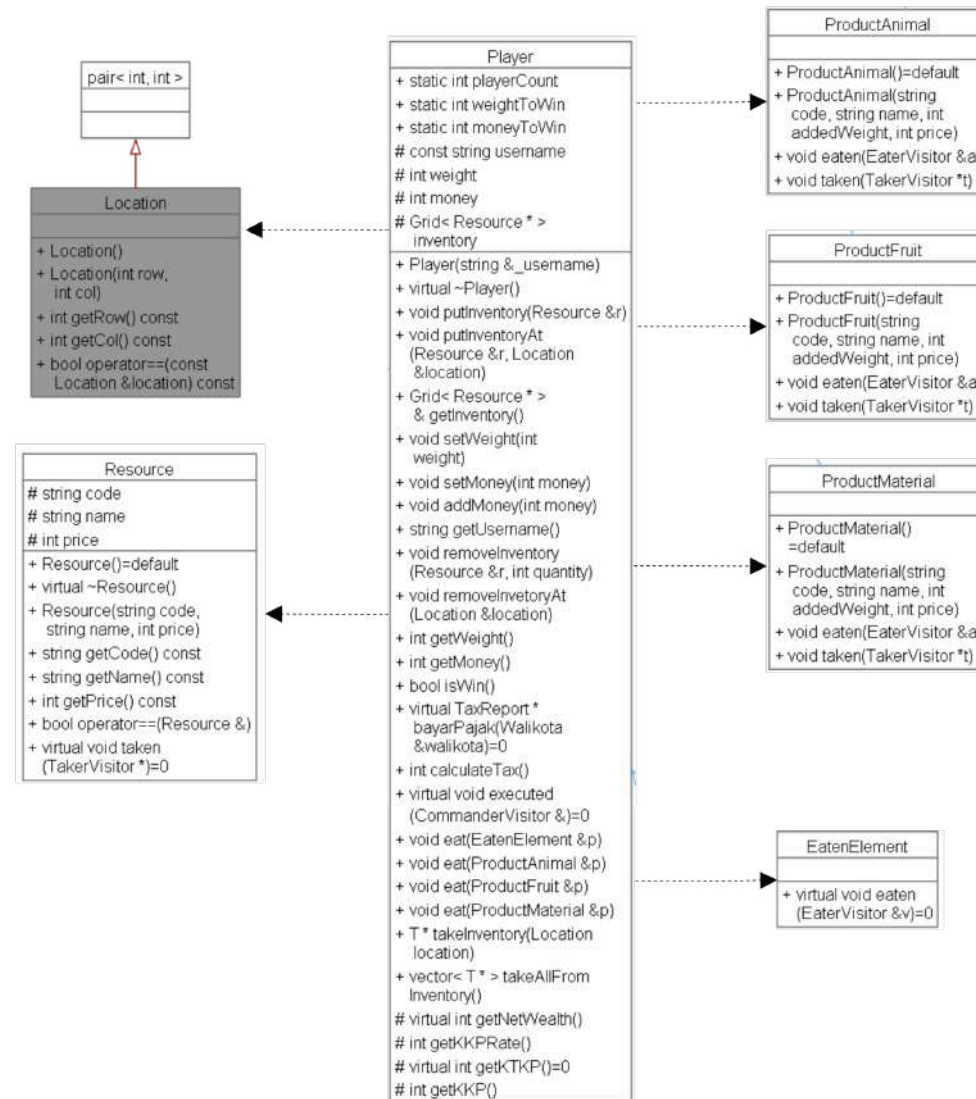 pair< int, int >
Location
+ Location()
+ Location(int row,
int col)
+ int getRow() const
+ int getCol() const
+ bool operator==(const
Location &location) const
Resource
# string code
# string name
# int price
+ Resource()=default
+ virtual ~Resource()
+ Resource(string code,
string name, int price)
+ string getCode() const
+ string getName() const
+ int getPrice() const
+ bool operator==(Resource &)
+ virtual void taken
(TakerVisitor *)=0
Player
+ static int playerCount
+ static int weightToWin
+ static int moneyToWin
# const string username
# int weight
# int money
# Grid< Resource * >
inventory
+ Player(string &_username)
+ virtual ~Player()
+ void putInventory(Resource &r)
+ void putInventoryAt
(Resource &r, Location
&location)
+ Grid< Resource * >
& getInventory()
+ void setWeight(int
weight)
+ void setMoney(int money)
+ void addMoney(int money)
+ string getUsername()
+ void removeInventory
(Resource &r, int quantity)
+ void removeInvetoryAt
(Location &location)
+ int getWeight()
+ int getMoney()
+ bool isWin()
+ virtual TaxReport *
bayarPajak(Walikota
&walikota)=0
+ int calculateTax()
+ virtual void executed
(CommanderVisitor &)=0
+ void eat(EatenElement &p)
+ void eat(ProductAnimal &p)
+ void eat(ProductFruit &p)
+ void eat(ProductMaterial &p)
+ T * takeInventory(Location
location)
+ vector< T * > takeAllFrom
Inventory()
# virtual int getNetWealth()
# int getKKPRate()
# virtual int getKTKP()=0
# int getKKP()
ProductAnimal
+ ProductAnimal()=default
+ ProductAnimal(string
code, string name, int
addedWeight, int price)
+ void eaten(EaterVisitor &a
+ void taken(TakerVisitor *t)
ProductFruit
+ ProductFruit()=default
+ ProductFruit(string
code, string name, int
addedWeight, int price)
+ void eaten(EaterVisitor &a
+ void taken(TakerVisitor *t)
ProductMaterial
+ ProductMaterial()
=default
+ ProductMaterial(string
code, string name, int
addedWeight, int price)
+ void eaten(EaterVisitor &a
+ void taken(TakerVisitor *t)
EatenElement
+ virtual void eaten
(EaterVisitor &v)=0